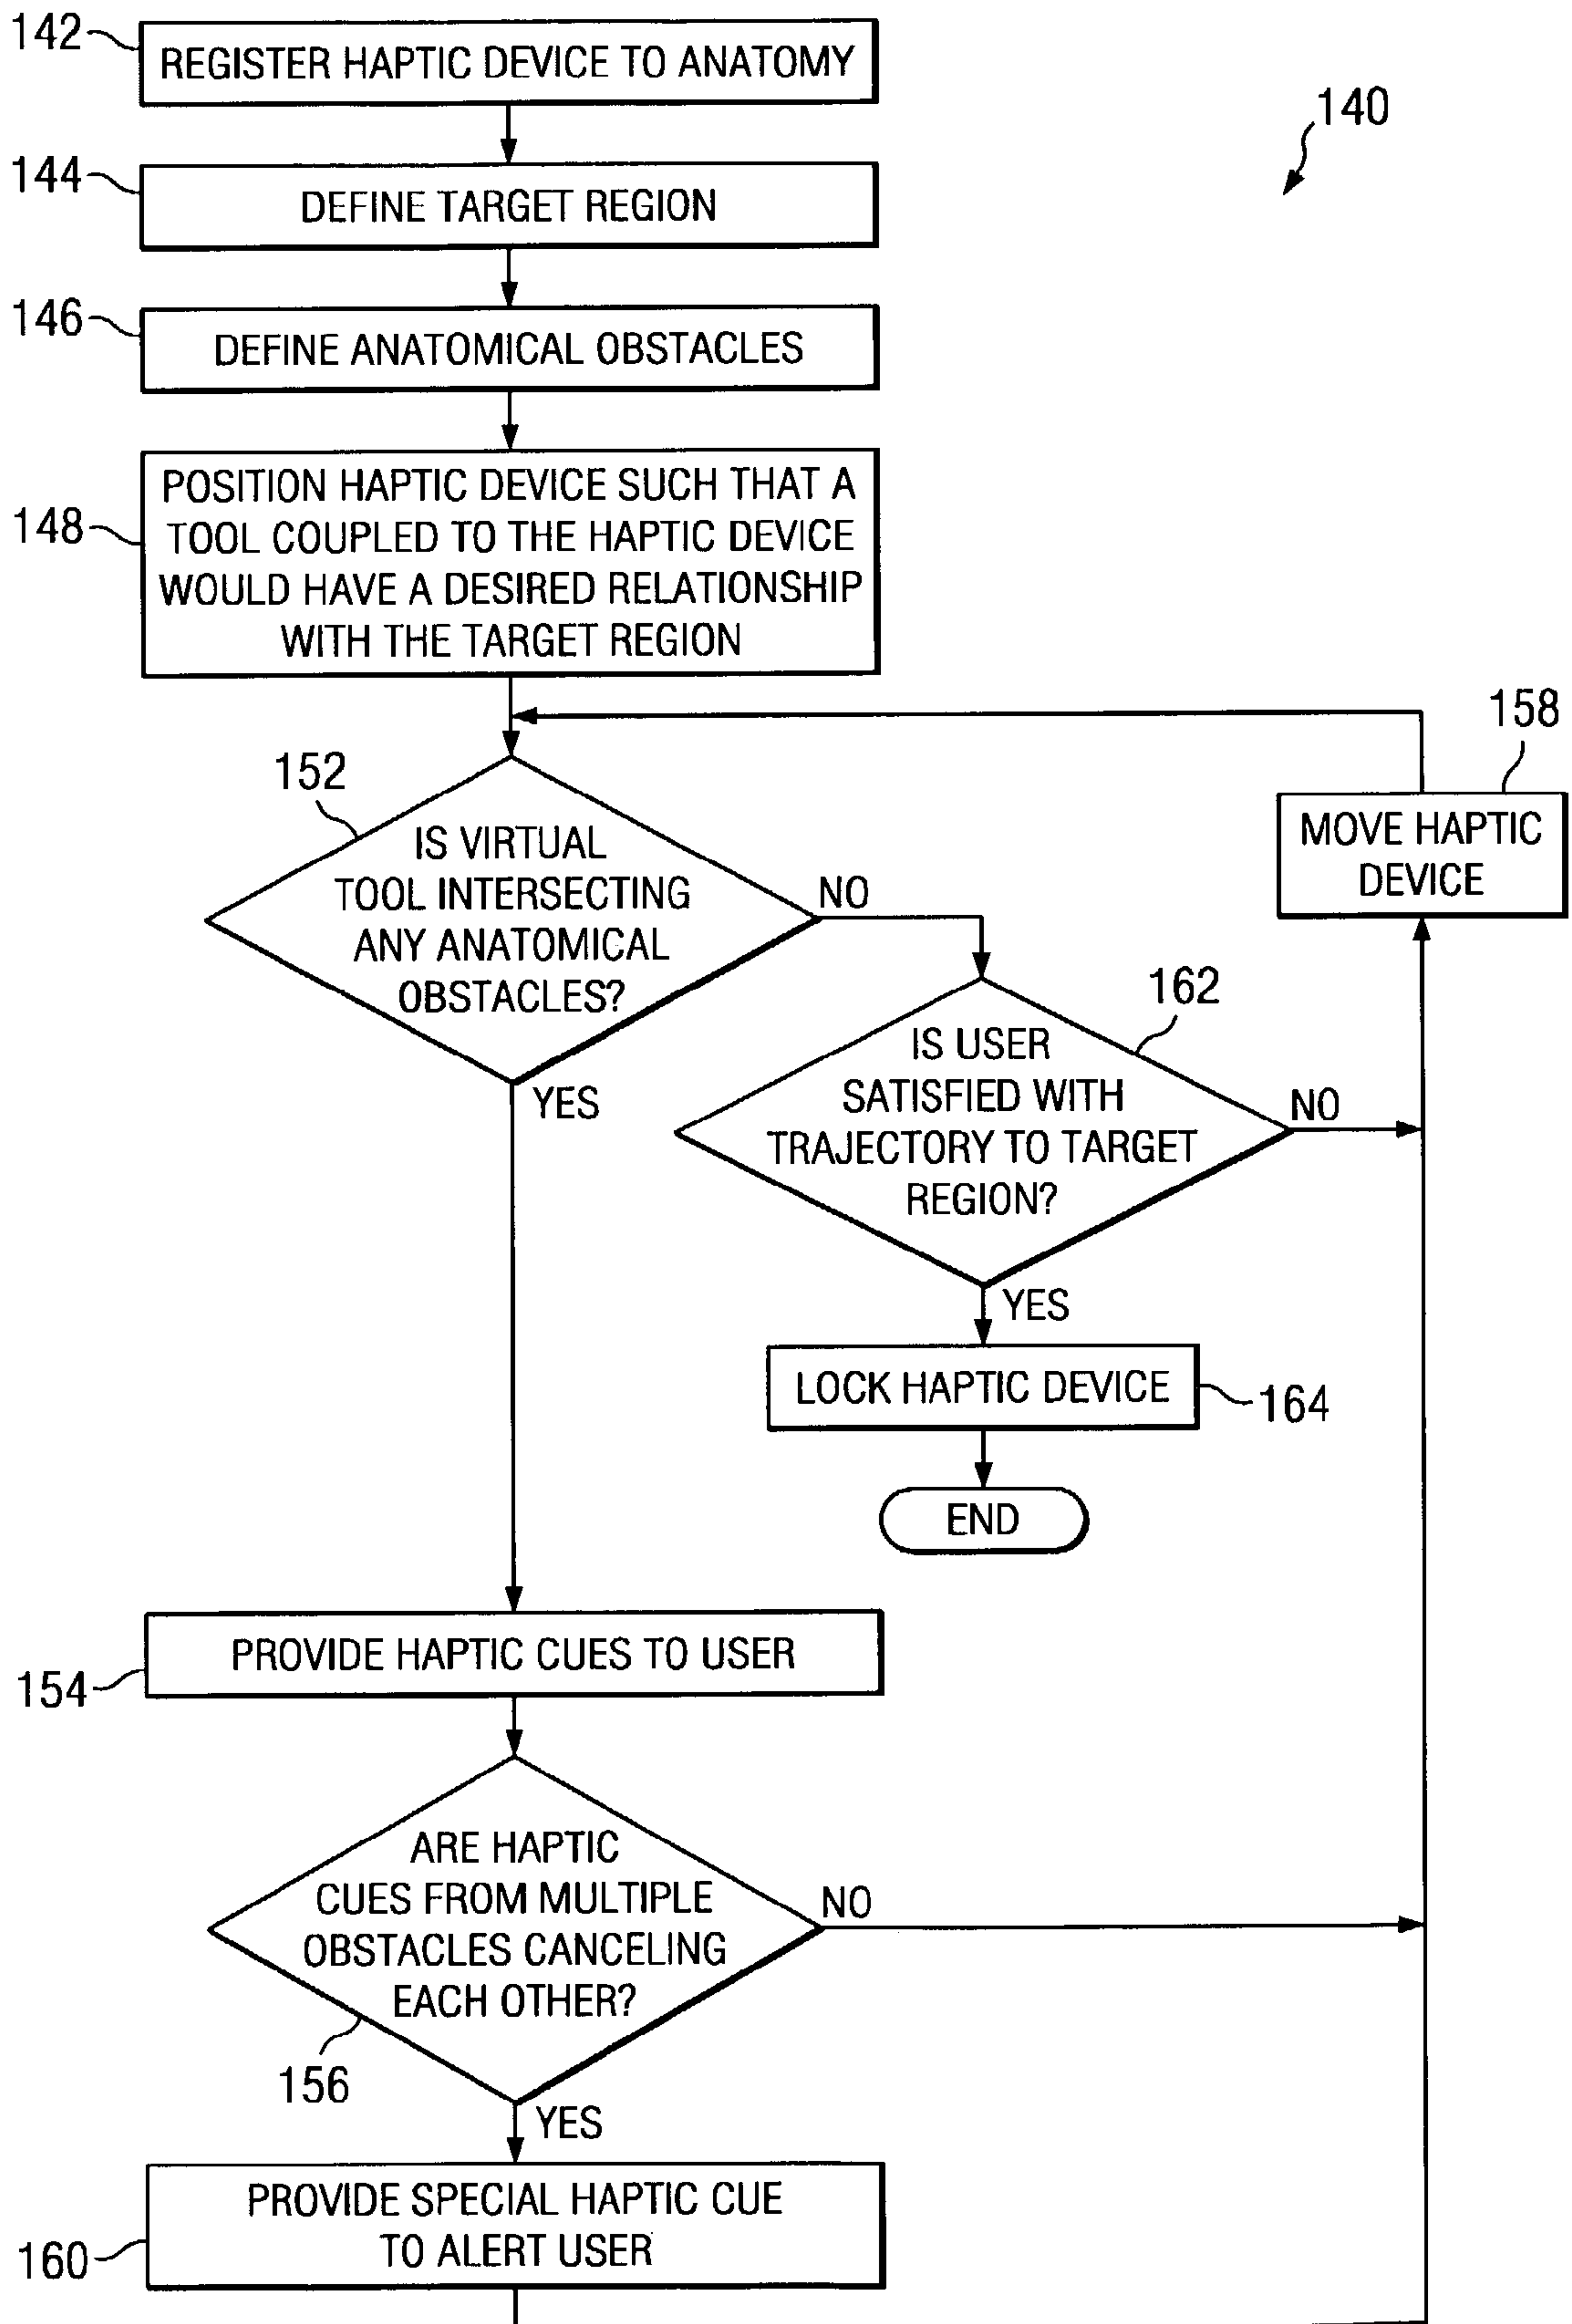 142
REGISTER HAPTIC DEVICE TO ANATOMY
140
144
DEFINE TARGET REGION
146
DEFINE ANATOMICAL OBSTACLES
148
POSITION HAPTIC DEVICE SUCH THAT A
TOOL COUPLED TO THE HAPTIC DEVICE
WOULD HAVE A DESIRED RELATIONSHIP
WITH THE TARGET REGION
158
MOVE HAPTIC
DEVICE
152
IS VIRTUAL
TOOL INTERSECTING
ANY ANATOMICAL
OBSTACLES?
NO
YES
162
IS USER
SATISFIED WITH
TRAJECTORY TO TARGET
REGION?
NO
YES
LOCK HAPTIC DEVICE
164
END
PROVIDE HAPTIC CUES TO USER
154
ARE HAPTIC
CUES FROM MULTIPLE
OBSTACLES CANCELING
EACH OTHER?
NO
156
YES
PROVIDE SPECIAL HAPTIC CUE
TO ALERT USER
160